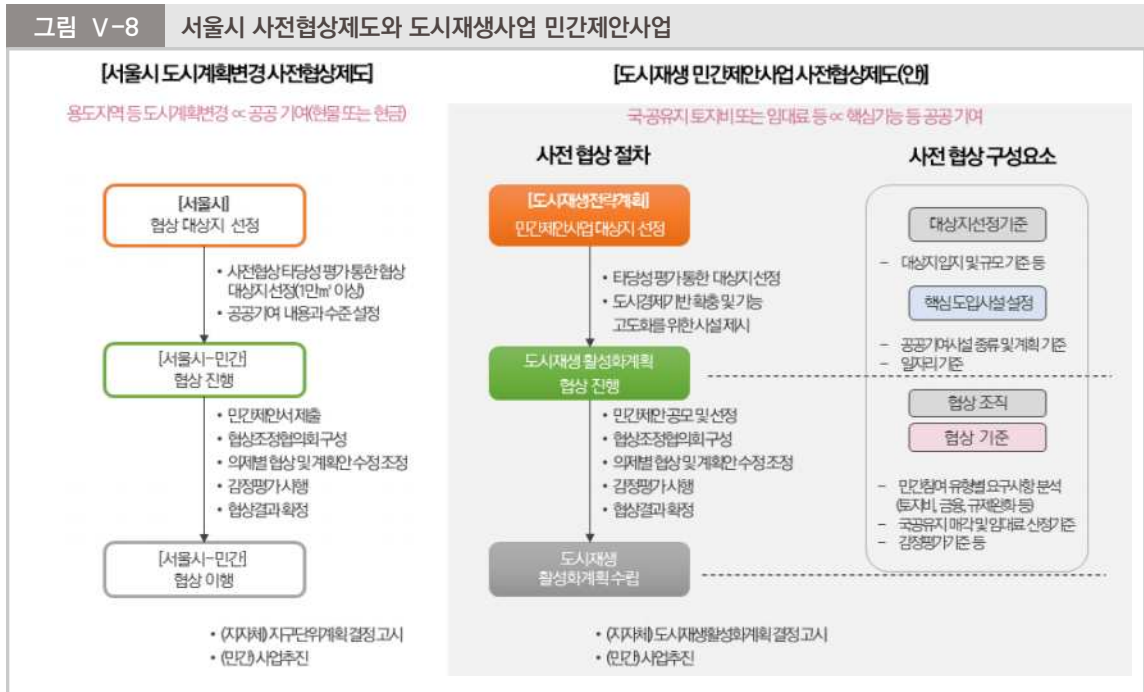 그림 Ⅴ-8 서울시 사전협상제도와 도시재생사업 민간제안사업
[서울시 도시계획변경 사전협상제도]
용도지역 등 도시계획변경 ∝ 공공 기여(현물 또는 현금)
[서울시]
협상 대상지 선정
• 사전협상 타당성 평가 통한 협상
대상지 선정(1만㎡ 이상)
• 공공기여 내용과 수준 설정
[서울시-민간]
협상 진행
• 민간제안서 제출
• 협상조정협의회 구성
• 의제별 협상 및 계획안 수정 조정
• 감정평가 시행
• 협상결과 확정
[서울시-민간]
협상 이행
• (지자체) 지구단위계획 결정 고시
• (민간) 사업추진
[도시재생 민간제안사업 사전협상제도(안)]
국·공유지 토지비 또는 임대료 등 ∝ 핵심기능 등 공공 기여
사전 협상 절차
[도시재생전략계획]
민간제안사업 대상지 선정
• 타당성 평가 통한 대상지 선정
• 도시경제기반 확충 및 기능
고도화를 위한 시설 제시
도시재생 활성화계획
협상 진행
• 민간제안 공모 및 선정
• 협상조정협의회 구성
• 의제별 협상 및 계획안 수정 조정
• 감정평가 시행
• 협상결과 확정
도시재생
활성화계획 수립
• (지자체) 도시재생활성화계획 결정 고시
• (민간) 사업추진
사전 협상 구성요소
대상지선정기준
- 대상지 입지 및 규모 기준 등
핵심도입시설 설정
- 공공기여시설 종류 및 계획 기준
- 일자리 기준
협상 조직
협상 기준
- 민간참여 유형별 요구사항 분석
(토지비, 금융, 규제완화 등)
- 국공유지 매각 및 임대료 산정기준
- 감정평가 기준 등